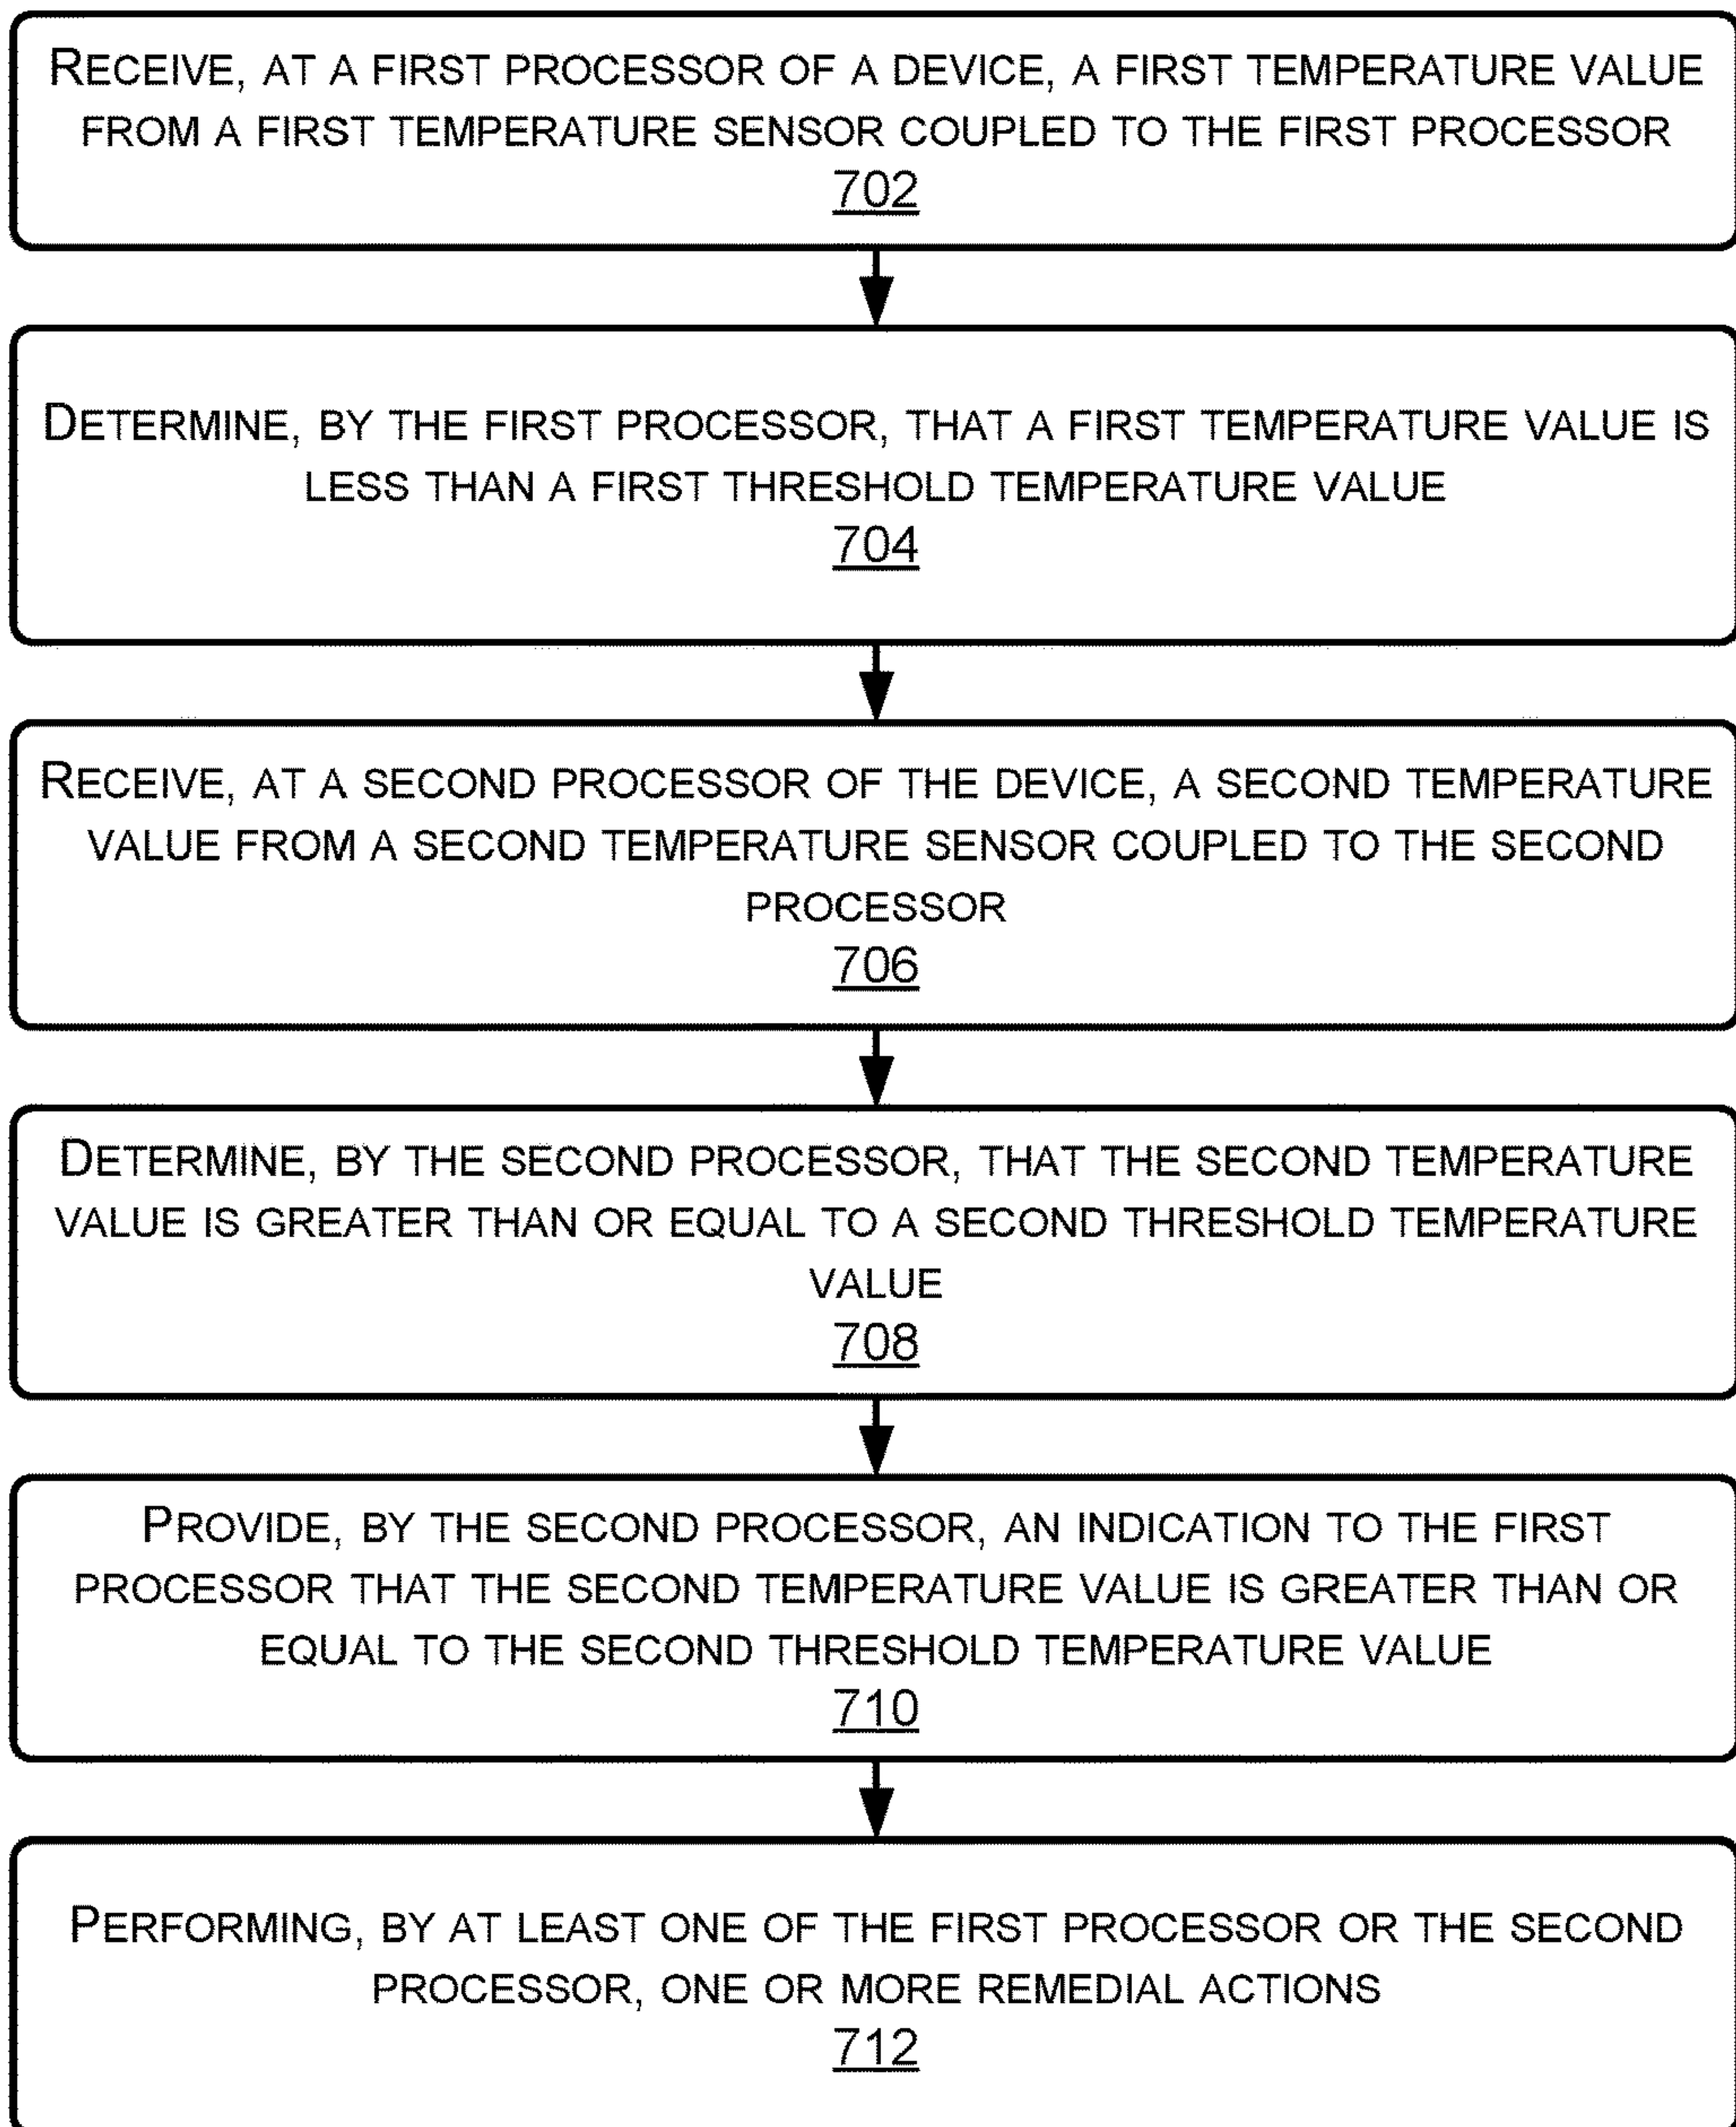 RECEIVE, AT A FIRST PROCESSOR OF A DEVICE, A FIRST TEMPERATURE VALUE
FROM A FIRST TEMPERATURE SENSOR COUPLED TO THE FIRST PROCESSOR
702
DETERMINE, BY THE FIRST PROCESSOR, THAT A FIRST TEMPERATURE VALUE IS
LESS THAN A FIRST THRESHOLD TEMPERATURE VALUE
704
RECEIVE, AT A SECOND PROCESSOR OF THE DEVICE, A SECOND TEMPERATURE
VALUE FROM A SECOND TEMPERATURE SENSOR COUPLED TO THE SECOND
PROCESSOR
706
DETERMINE, BY THE SECOND PROCESSOR, THAT THE SECOND TEMPERATURE
VALUE IS GREATER THAN OR EQUAL TO A SECOND THRESHOLD TEMPERATURE
VALUE
708
PROVIDE, BY THE SECOND PROCESSOR, AN INDICATION TO THE FIRST
PROCESSOR THAT THE SECOND TEMPERATURE VALUE IS GREATER THAN OR
EQUAL TO THE SECOND THRESHOLD TEMPERATURE VALUE
710
PERFORMING, BY AT LEAST ONE OF THE FIRST PROCESSOR OR THE SECOND
PROCESSOR, ONE OR MORE REMEDIAL ACTIONS
712